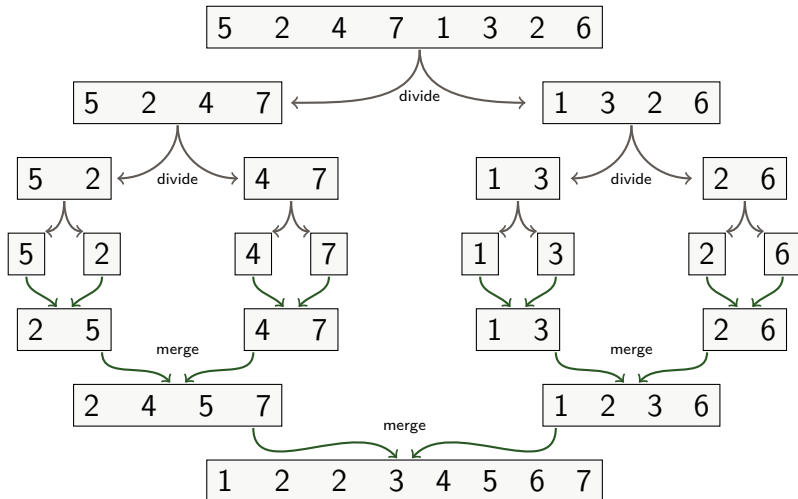 5 2 4 7 1 3 2 6
divide
5 2 4 7 1 3 2 6
divide divide
5 2 4 7 1 3 2 6
5 2 4 7 1 3 2 6
2 5 4 7 1 3 2 6
merge merge
2 4 5 7 1 2 3 6
merge
1 2 2 3 4 5 6 7